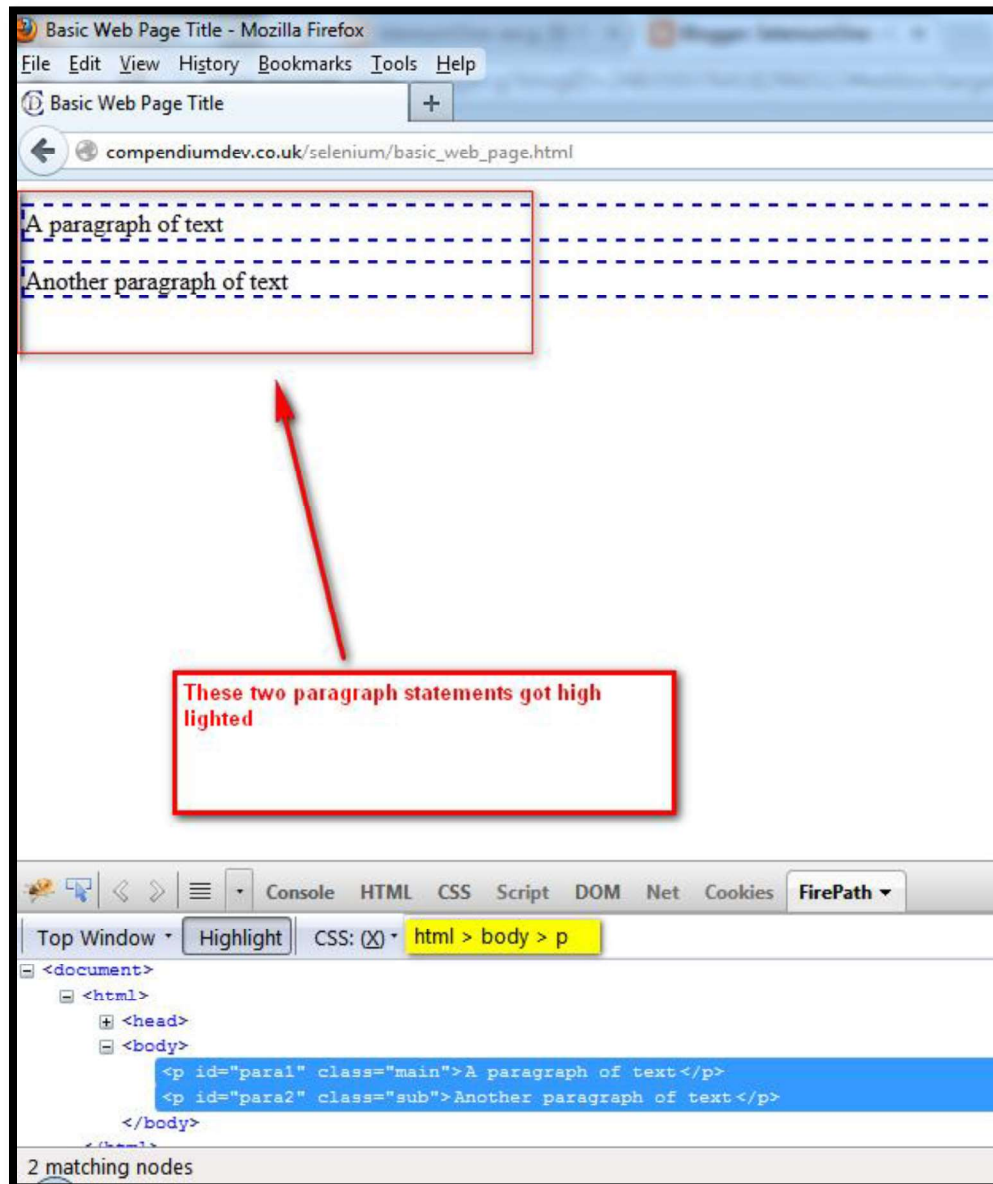 Basic Web Page Title - Mozilla Firefox
File Edit View History Bookmarks Tools Help
Basic Web Page Title +
compendiumdev.co.uk/selenium/basic_web_page.html
A paragraph of text
Another paragraph of text
These two paragraph statements got high
lighted
Console HTML CSS Script DOM Net Cookies FirePath
Top Window Highlight CSS: (X) html > body > p
<document>
<html>
<head>
<body>
<p id="para1" class="main">A paragraph of text</p>
<p id="para2" class="sub">Another paragraph of text</p>
</body>
</html>
2 matching nodes